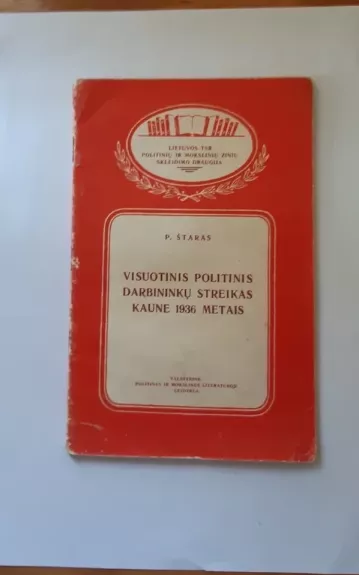 LIETUVOS TSR
POLITINIŲ IR MOKSLINIŲ ŽINIŲ
SKLEIDIMO DRAUGIJA
P. ŠTARAS
VISUOTINIS POLITINIS
DARBININKŲ STREIKAS
KAUNE 1936 METAIS
VALSTYBINĖ
POLITINĖS IR MOKSLINĖS LITERATŪROS
LEIDYKLA